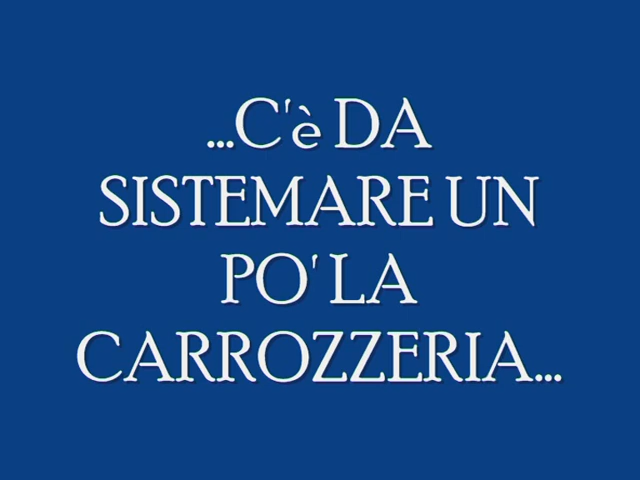 ...C'è DA
SISTEMARE UN
PO' LA
CARROZZERIA...